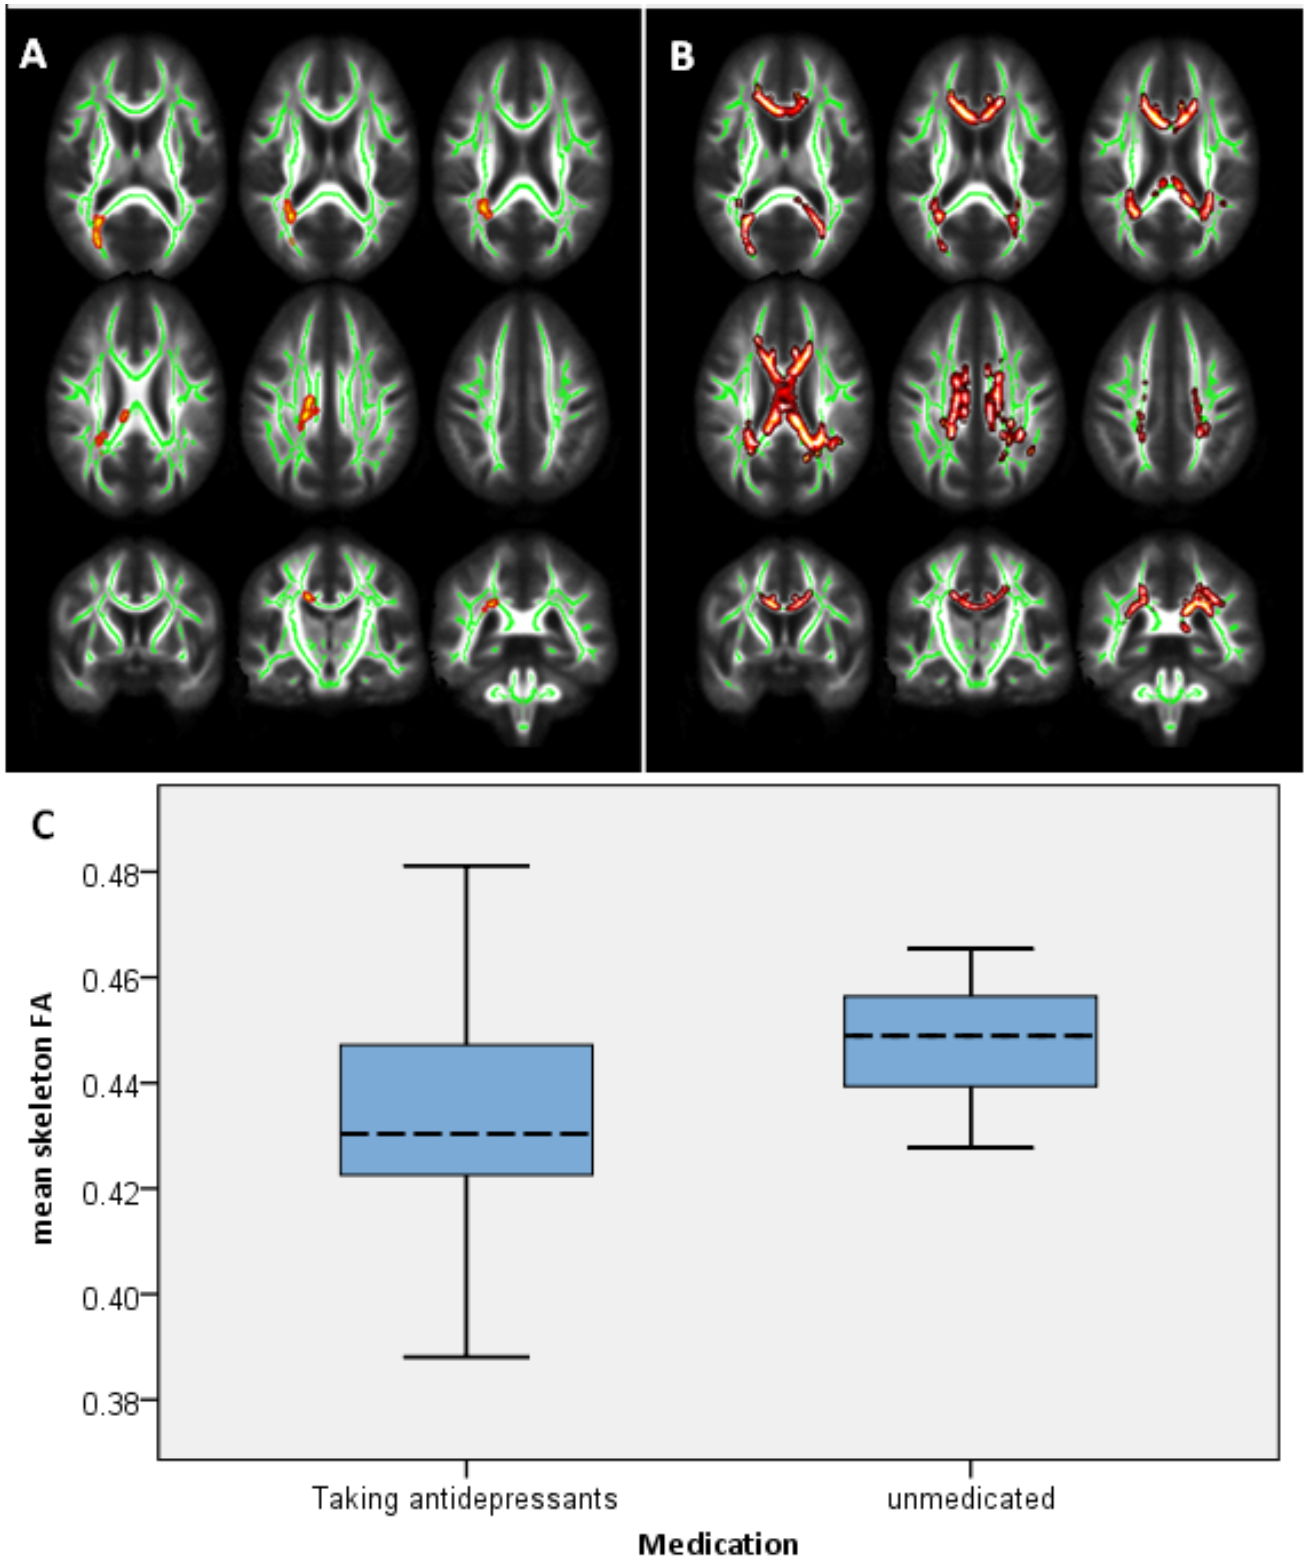 A
B
C
0.48
0.46
0.44
0.42
0.40
0.38
mean skeleton FA
Taking antidepressants
unmedicated
Medication